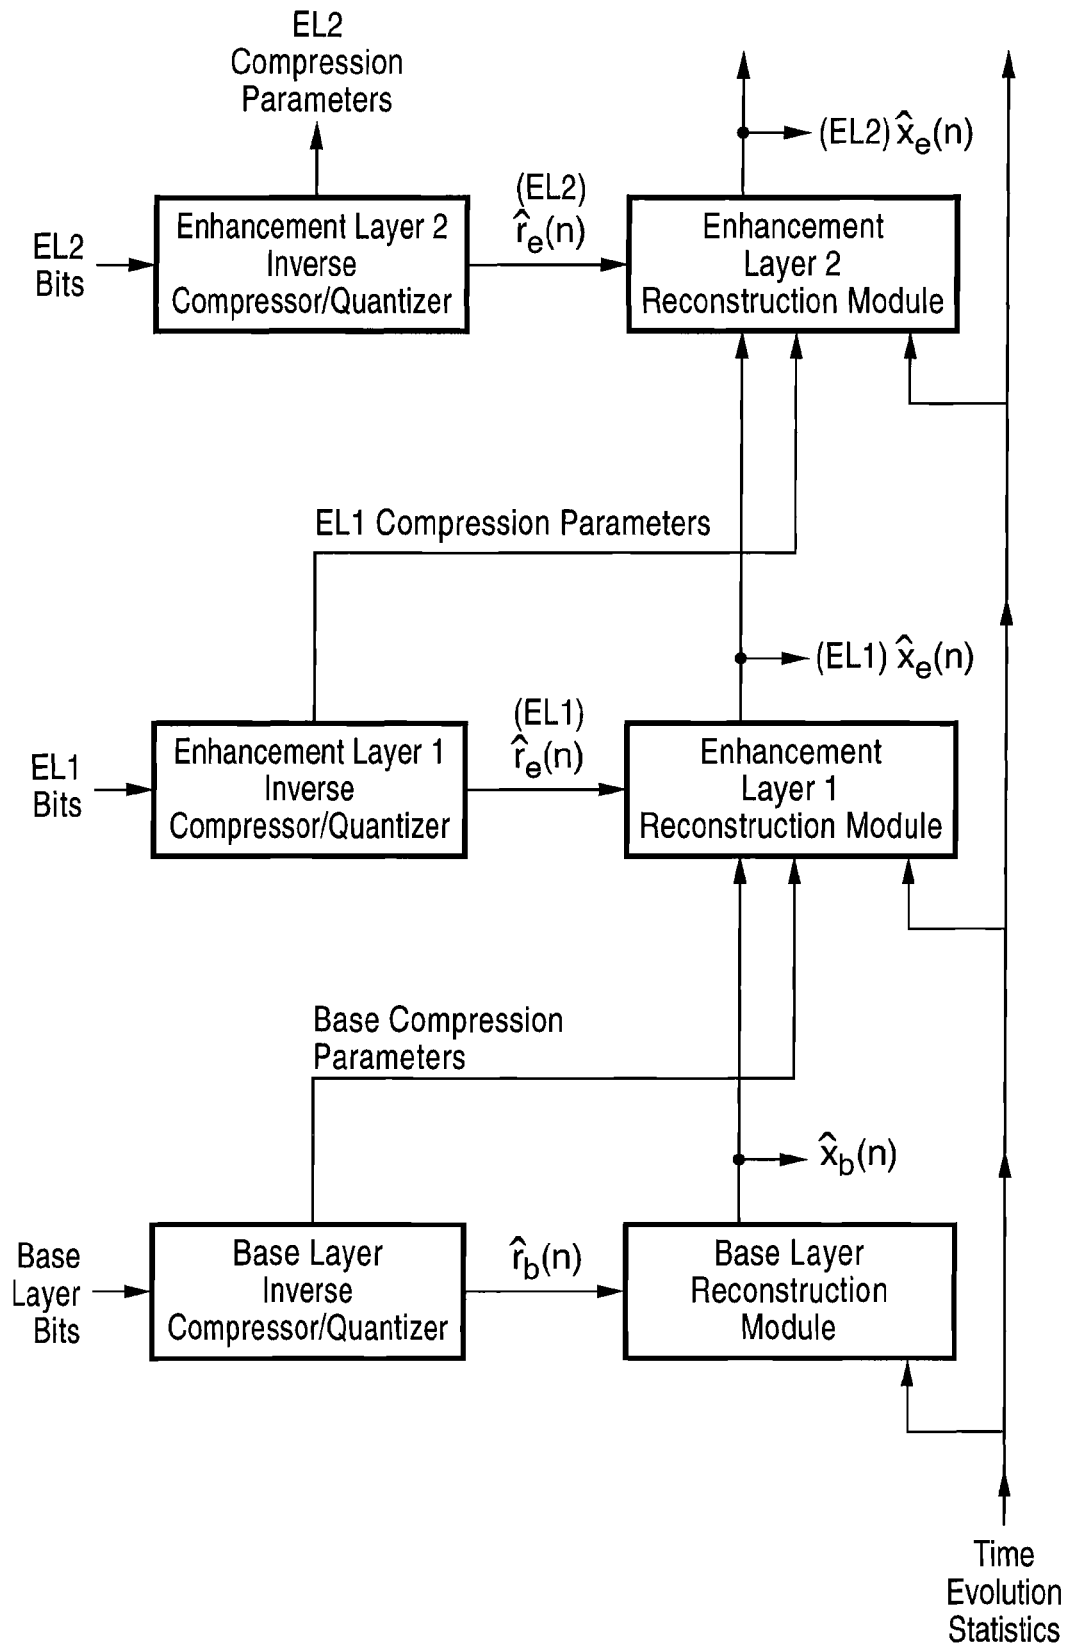 EL2
Compression
Parameters
(EL2) x̂e(n)
EL2
Bits
Enhancement Layer 2
Inverse
Compressor/Quantizer
(EL2)
r̂e(n)
Enhancement
Layer 2
Reconstruction Module
EL1 Compression Parameters
(EL1) x̂e(n)
EL1
Bits
Enhancement Layer 1
Inverse
Compressor/Quantizer
(EL1)
r̂e(n)
Enhancement
Layer 1
Reconstruction Module
Base Compression
Parameters
x̂b(n)
Base
Layer
Bits
Base Layer
Inverse
Compressor/Quantizer
r̂b(n)
Base Layer
Reconstruction
Module
Time
Evolution
Statistics